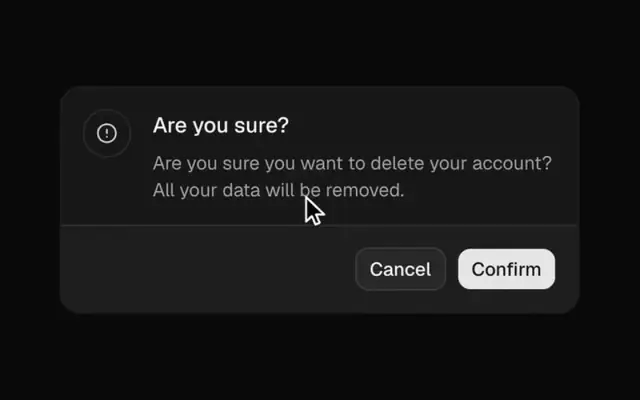 Are you sure?
Are you sure you want to delete your account?
All your data will be removed.
Cancel
Confirm